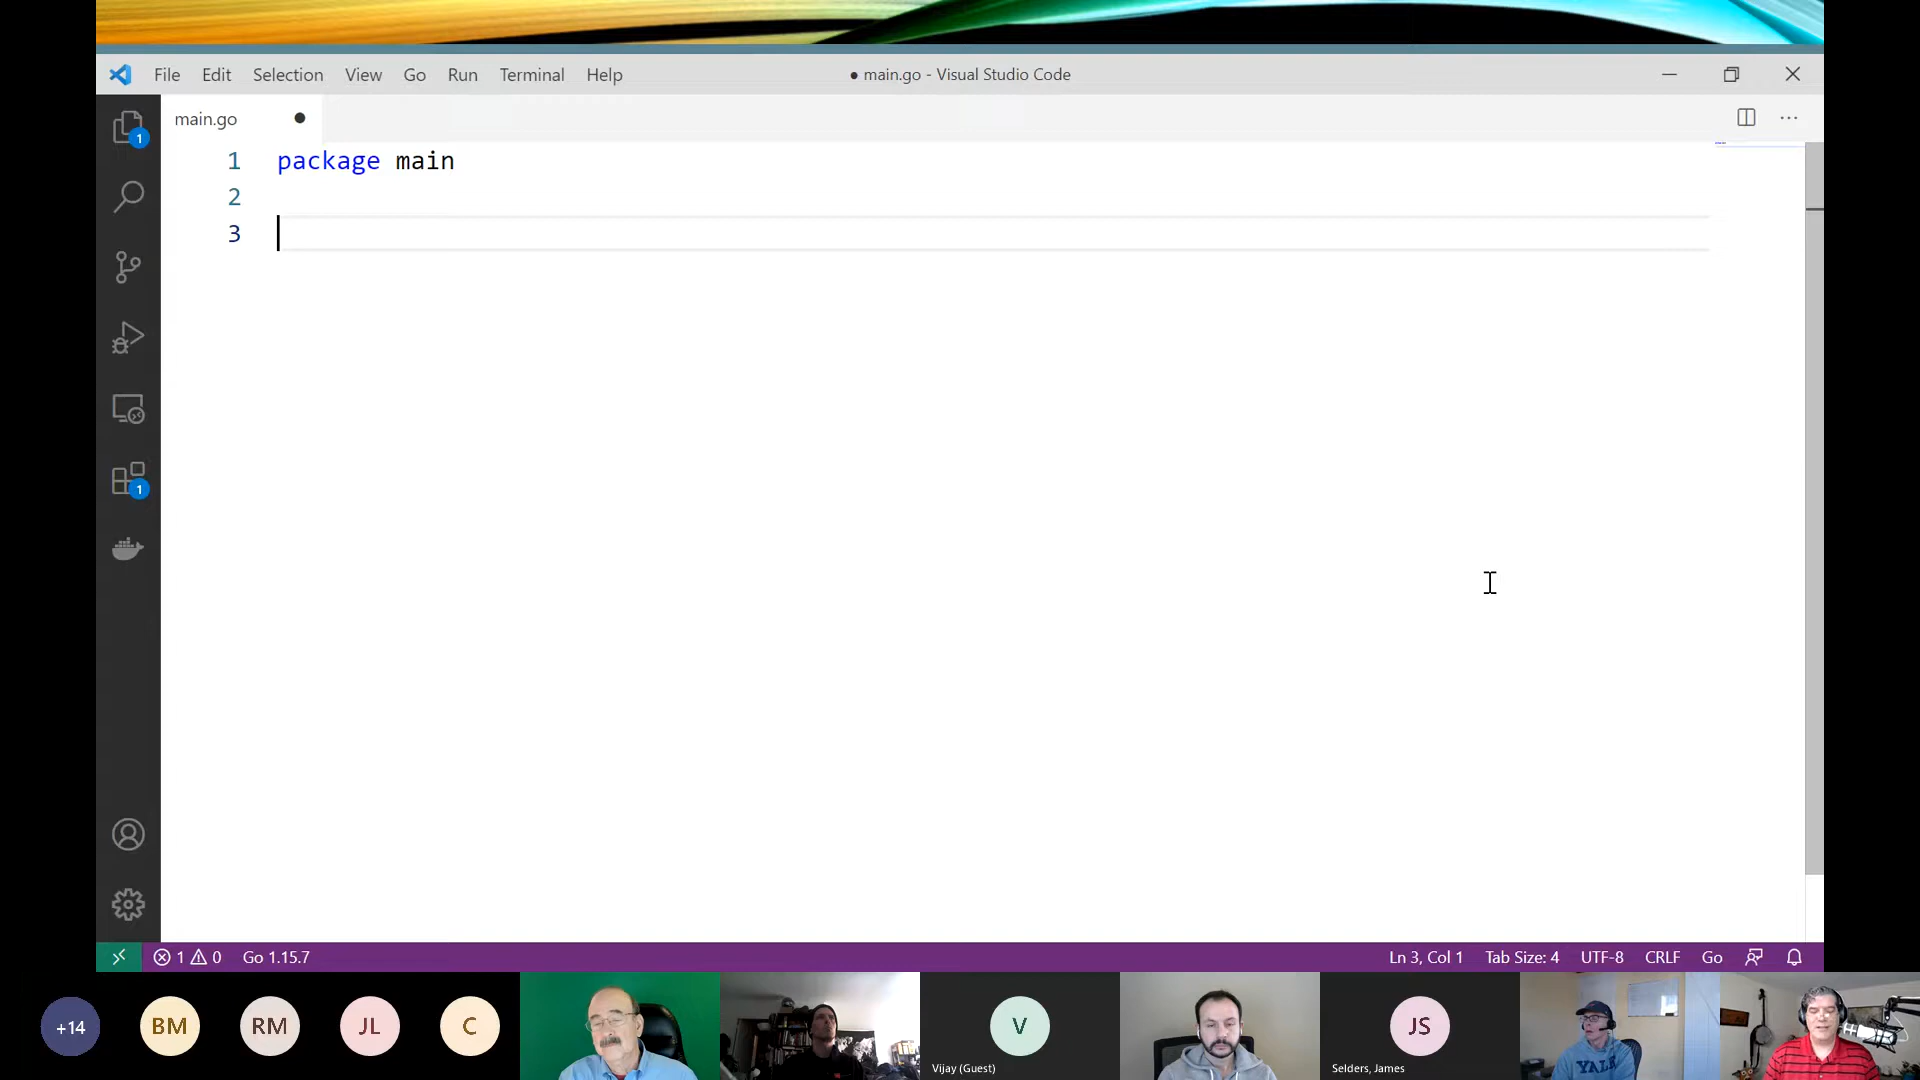 File Edit Selection View Go Run Terminal Help
● main.go - Visual Studio Code
main.go ●
1
1 package main
2
3
1
⊗ 1 ⚠ 0 Go 1.15.7
Ln 3, Col 1 Tab Size: 4 UTF-8 CRLF Go
+14 BM RM JL C V JS
Vijay (Guest)
Selders, James
YALE